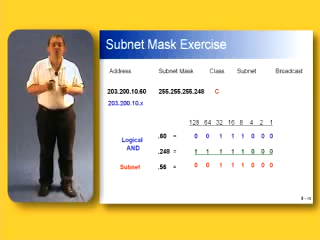 Subnet Mask Exercise
Address Subnet Mask Class Subnet Broadcast
203.200.10.60 255.255.255.248 C
203.200.10.x
128 64 32 16 8 4 2 1
.60 = 0 0 1 1 1 1 0 0
Logical AND
.248 = 1 1 1 1 1 0 0 0
Subnet .56 = 0 0 1 1 1 0 0 0